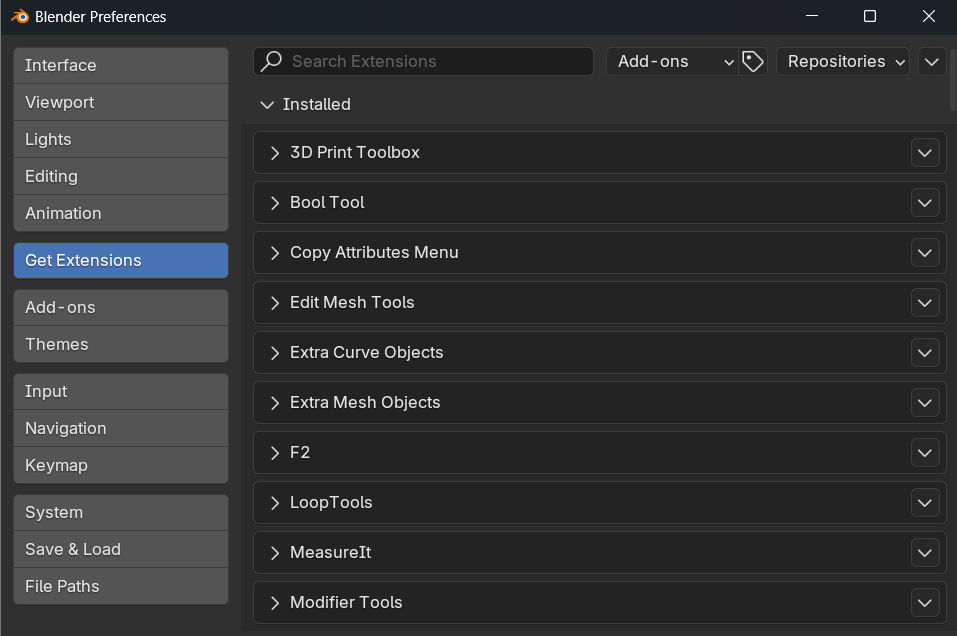 Blender Preferences
Interface
Viewport
Lights
Editing
Animation
Get Extensions
Add-ons
Themes
Input
Navigation
Keymap
System
Save & Load
File Paths
Search Extensions
Add-ons
Repositories
Installed
3D Print Toolbox
Bool Tool
Copy Attributes Menu
Edit Mesh Tools
Extra Curve Objects
Extra Mesh Objects
F2
LoopTools
MeasureIt
Modifier Tools